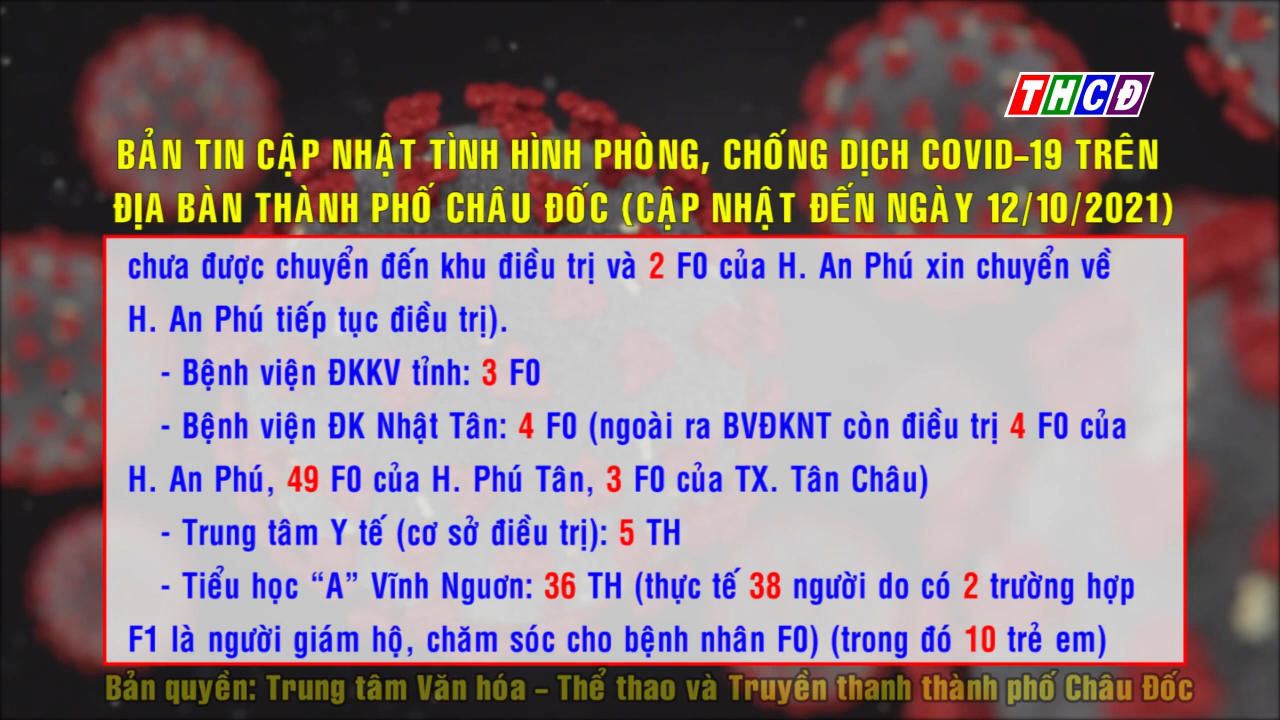 THCĐ
BẢN TIN CẬP NHẬT TÌNH HÌNH PHÒNG, CHỐNG DỊCH COVID-19 TRÊN
ĐỊA BÀN THÀNH PHỐ CHÂU ĐỐC (CẬP NHẬT ĐẾN NGÀY 12/10/2021)
chưa được chuyển đến khu điều trị và 2 F0 của H. An Phú xin chuyển về
H. An Phú tiếp tục điều trị).
- Bệnh viện ĐKKV tỉnh: 3 F0
- Bệnh viện ĐK Nhật Tân: 4 F0 (ngoài ra BVĐKNT còn điều trị 4 F0 của
H. An Phú, 49 F0 của H. Phú Tân, 3 F0 của TX. Tân Châu)
- Trung tâm Y tế (cơ sở điều trị): 5 TH
- Tiểu học “A” Vĩnh Nguơn: 36 TH (thực tế 38 người do có 2 trường hợp
F1 là người giám hộ, chăm sóc cho bệnh nhân F0) (trong đó 10 trẻ em)
Bản quyền: Trung tâm Văn hóa - Thể thao và Truyền thanh thành phố Châu Đốc